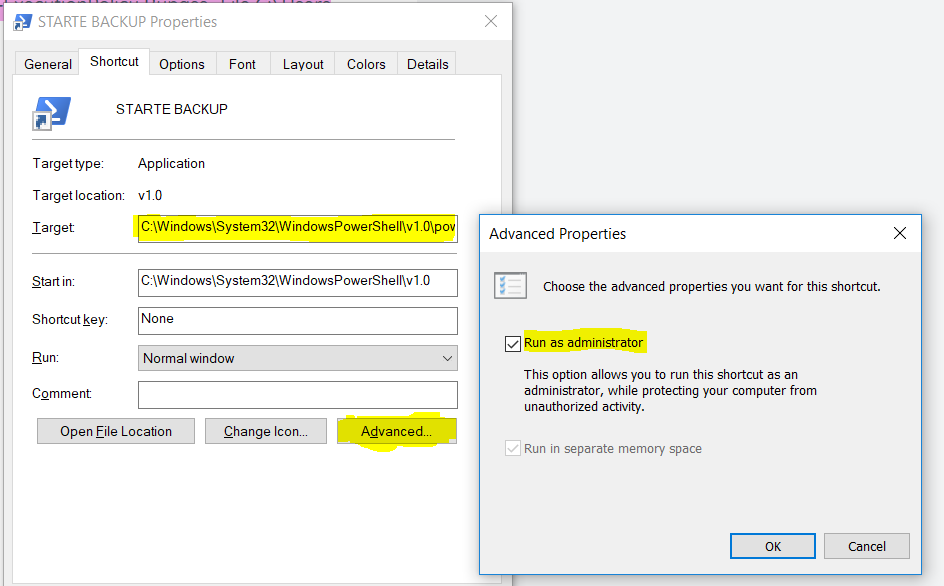 STARTE BACKUP Properties
General
Shortcut
Options
Font
Layout
Colors
Details
STARTE BACKUP
Target type:
Application
Target location:
v1.0
Target:
C:\Windows\System32\WindowsPowerShell\v1.0\pow
Start in:
C:\Windows\System32\WindowsPowerShell\v1.0
Shortcut key:
None
Run:
Normal window
Comment:
Open File Location
Change Icon...
Advanced...
Advanced Properties
Choose the advanced properties you want for this shortcut.
Run as administrator
This option allows you to run this shortcut as an
administrator, while protecting your computer from
unauthorized activity.
Run in separate memory space
OK
Cancel